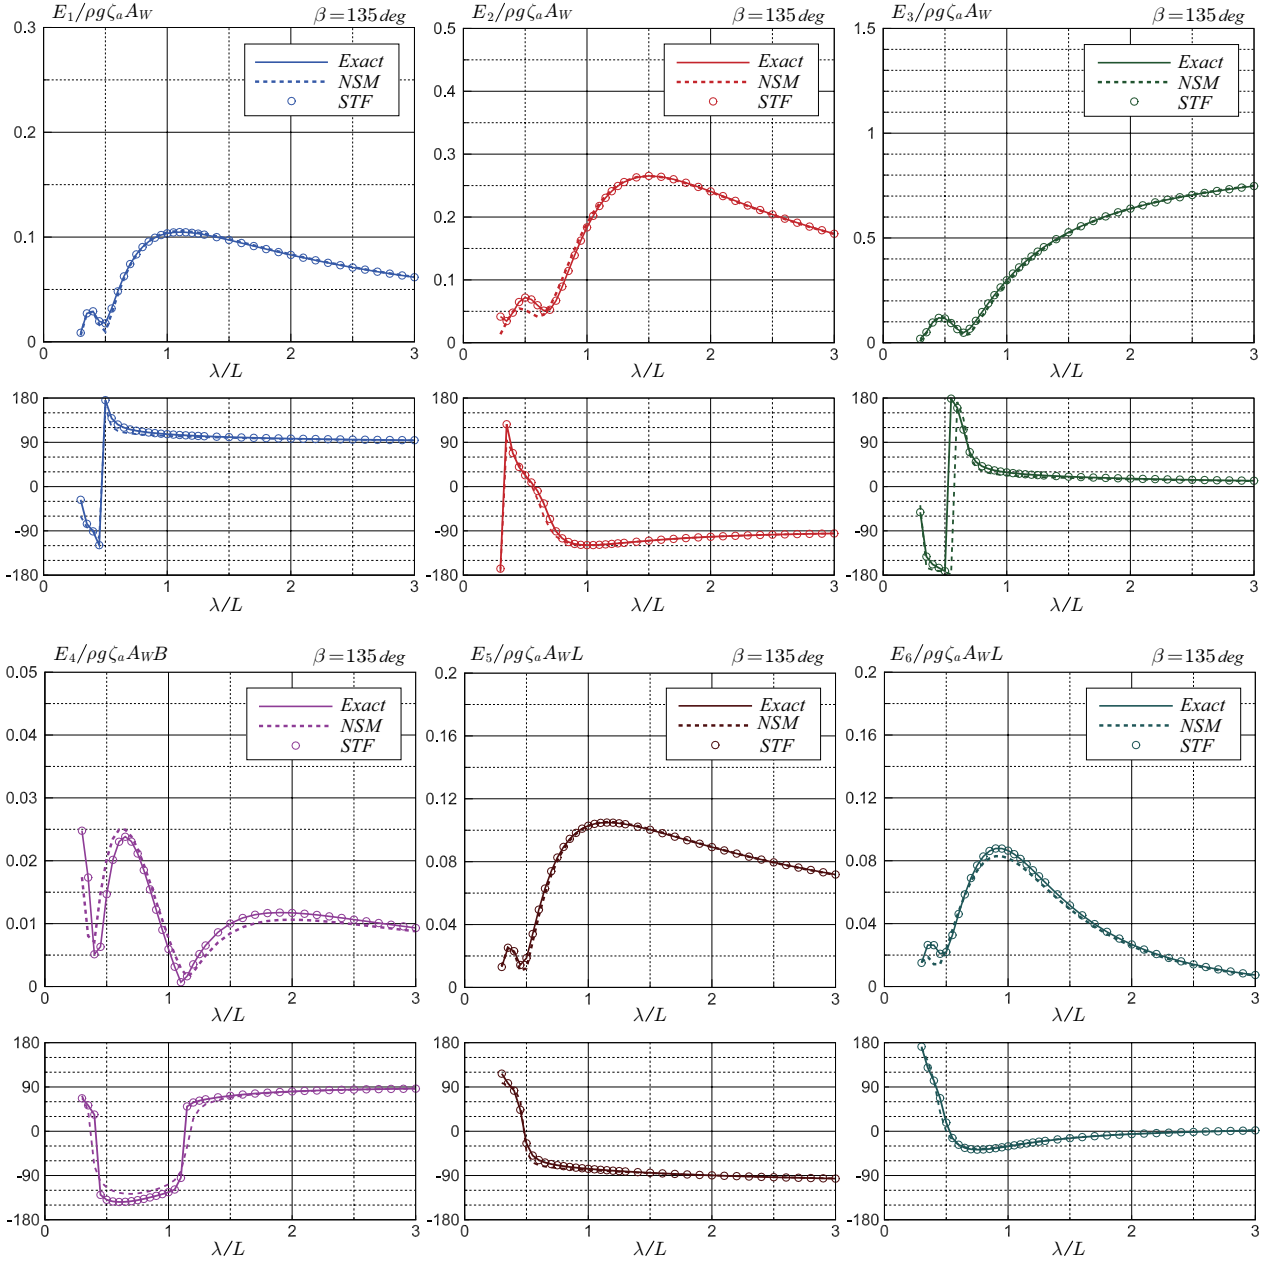 E1/ρgζaAW β=135deg
0.3
0.2
0.1
0
Exact
NSM
STF
0 1 2 3
λ/L
180
90
0
-90
-180
0 1 2 3
λ/L
E2/ρgζaAW β=135deg
0.5
0.4
0.3
0.2
0.1
0
Exact
NSM
STF
0 1 2 3
λ/L
180
90
0
-90
-180
0 1 2 3
λ/L
E3/ρgζaAW β=135deg
1.5
1
0.5
0
Exact
NSM
STF
0 1 2 3
λ/L
180
90
0
-90
-180
0 1 2 3
λ/L
E4/ρgζaAWB β=135deg
0.05
0.04
0.03
0.02
0.01
0
Exact
NSM
STF
0 1 2 3
λ/L
180
90
0
-90
-180
0 1 2 3
λ/L
E5/ρgζaAWL β=135deg
0.2
0.16
0.12
0.08
0.04
0
Exact
NSM
STF
0 1 2 3
λ/L
180
90
0
-90
-180
0 1 2 3
λ/L
E6/ρgζaAWL β=135deg
0.2
0.16
0.12
0.08
0.04
0
Exact
NSM
STF
0 1 2 3
λ/L
180
90
0
-90
-180
0 1 2 3
λ/L